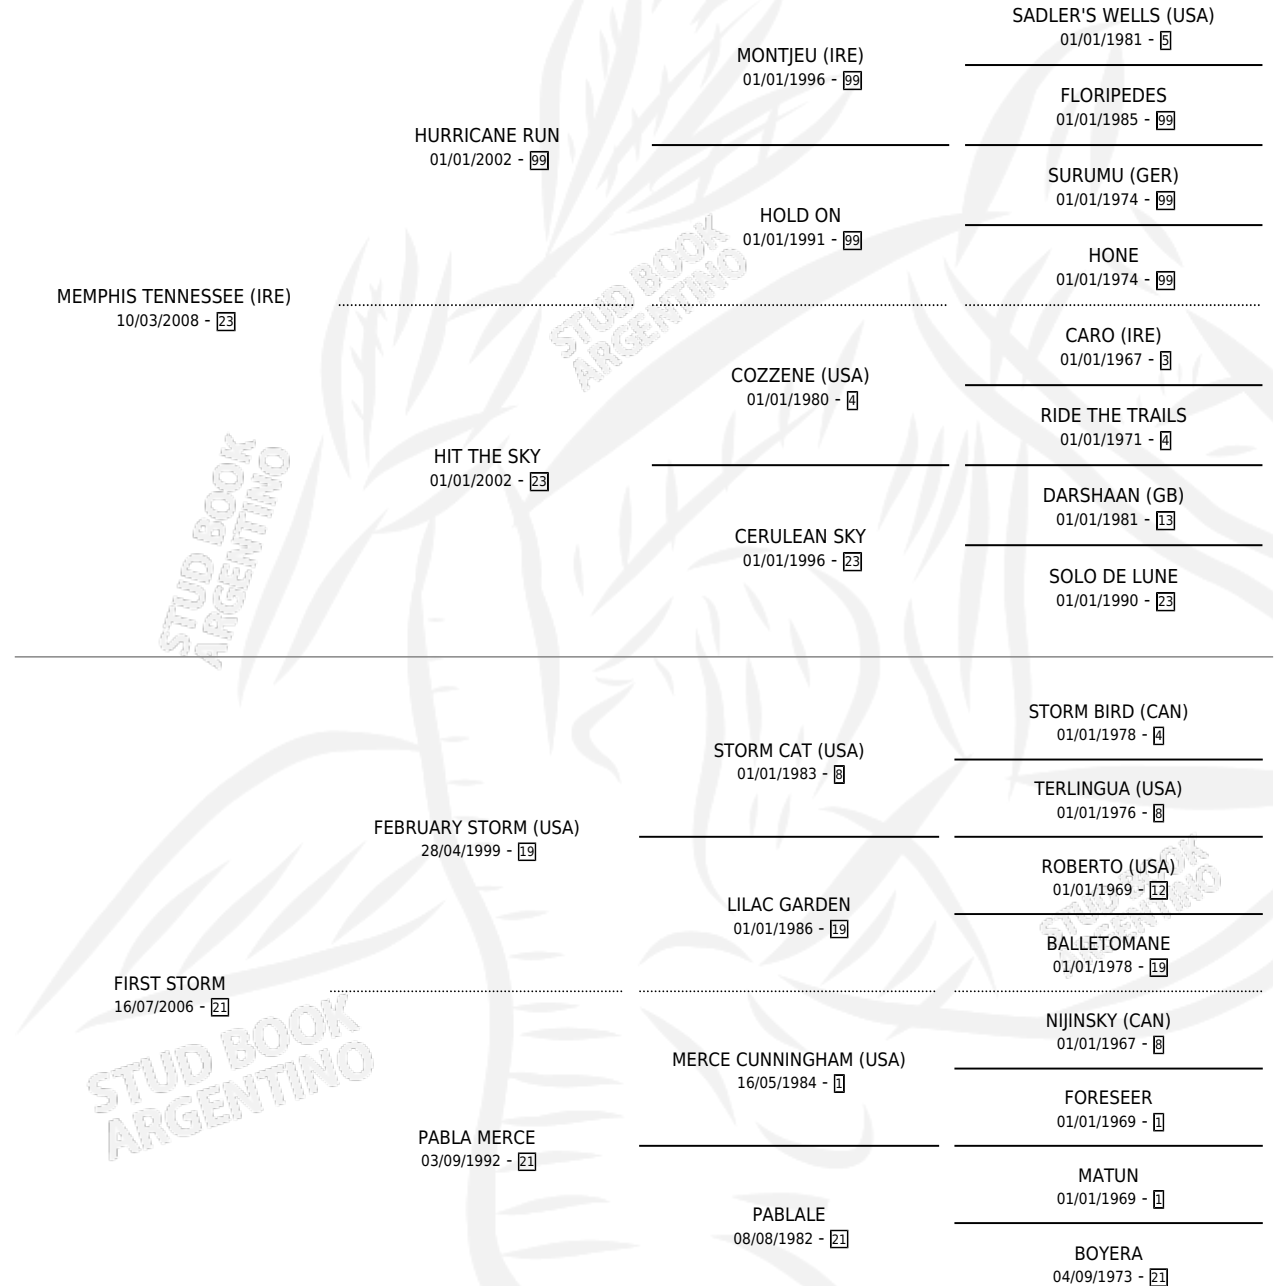 SADLER'S WELLS (USA)
01/01/1981 - 5
MONTJEU (IRE)
01/01/1996 - 99
FLORIPEDES
01/01/1985 - 99
HURRICANE RUN
01/01/2002 - 99
SURUMU (GER)
01/01/1974 - 99
HOLD ON
01/01/1991 - 99
HONE
01/01/1974 - 99
MEMPHIS TENNESSEE (IRE)
10/03/2008 - 23
CARO (IRE)
01/01/1967 - 3
COZZENE (USA)
01/01/1980 - 4
RIDE THE TRAILS
01/01/1971 - 4
HIT THE SKY
01/01/2002 - 23
DARSHAAN (GB)
01/01/1981 - 13
CERULEAN SKY
01/01/1996 - 23
SOLO DE LUNE
01/01/1990 - 23
STORM BIRD (CAN)
01/01/1978 - 4
STORM CAT (USA)
01/01/1983 - 8
TERLINGUA (USA)
01/01/1976 - 8
FEBRUARY STORM (USA)
28/04/1999 - 19
ROBERTO (USA)
01/01/1969 - 12
LILAC GARDEN
01/01/1986 - 19
BALLETOMANE
01/01/1978 - 19
FIRST STORM
16/07/2006 - 21
NIJINSKY (CAN)
01/01/1967 - 8
MERCE CUNNINGHAM (USA)
16/05/1984 - 1
FORESEER
01/01/1969 - 1
PABLA MERCE
03/09/1992 - 21
MATUN
01/01/1969 - 1
PABLALE
08/08/1982 - 21
BOYERA
04/09/1973 - 21
STUD BOOK
ARGENTINO
STUD BOOK
ARGENTINO
STUD BOOK
ARGENTINO
STUD BOOK
ARGENTINO